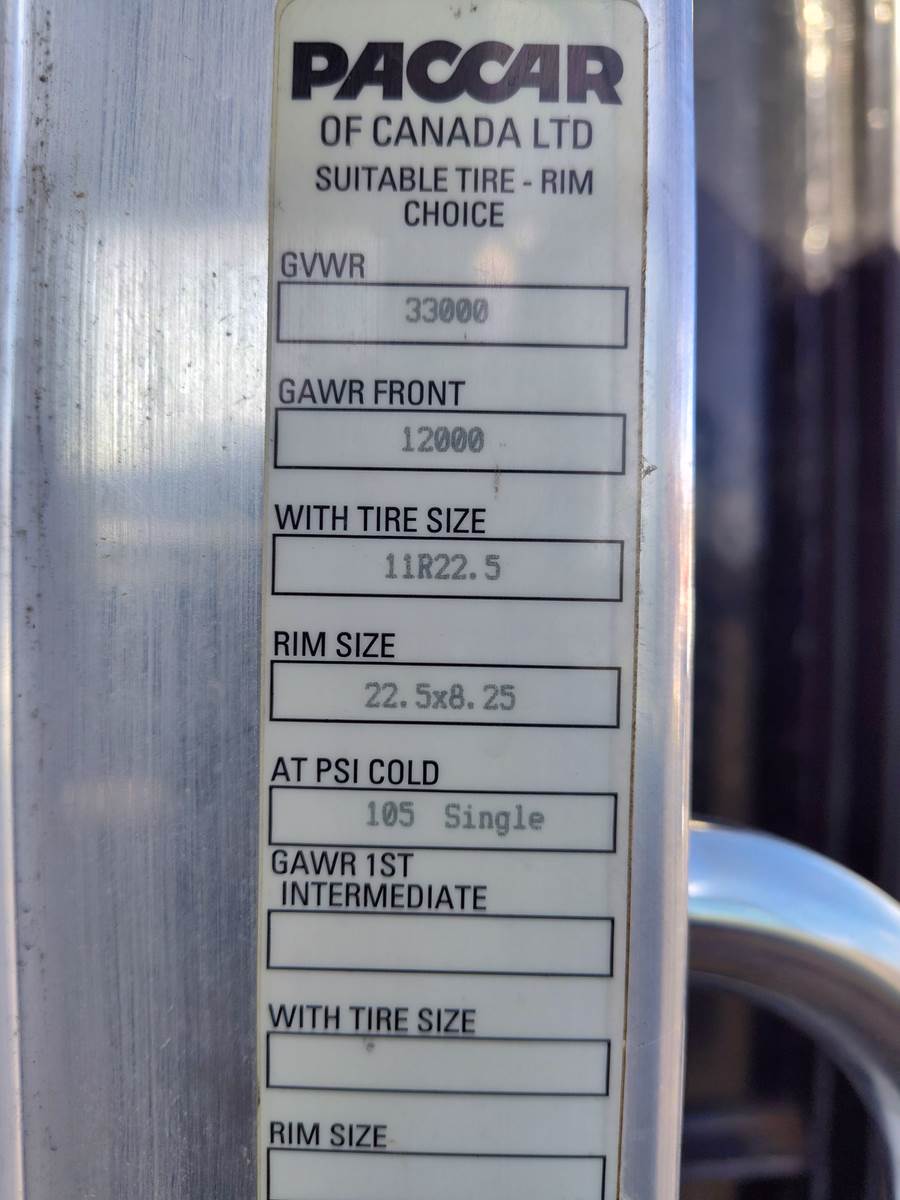 PACCAR
OF CANADA LTD
SUITABLE TIRE - RIM
CHOICE
GVWR
33000
GAWR FRONT
12000
WITH TIRE SIZE
11R22.5
RIM SIZE
22.5x8.25
AT PSI COLD
105 Single
GAWR 1ST
INTERMEDIATE
WITH TIRE SIZE
RIM SIZE